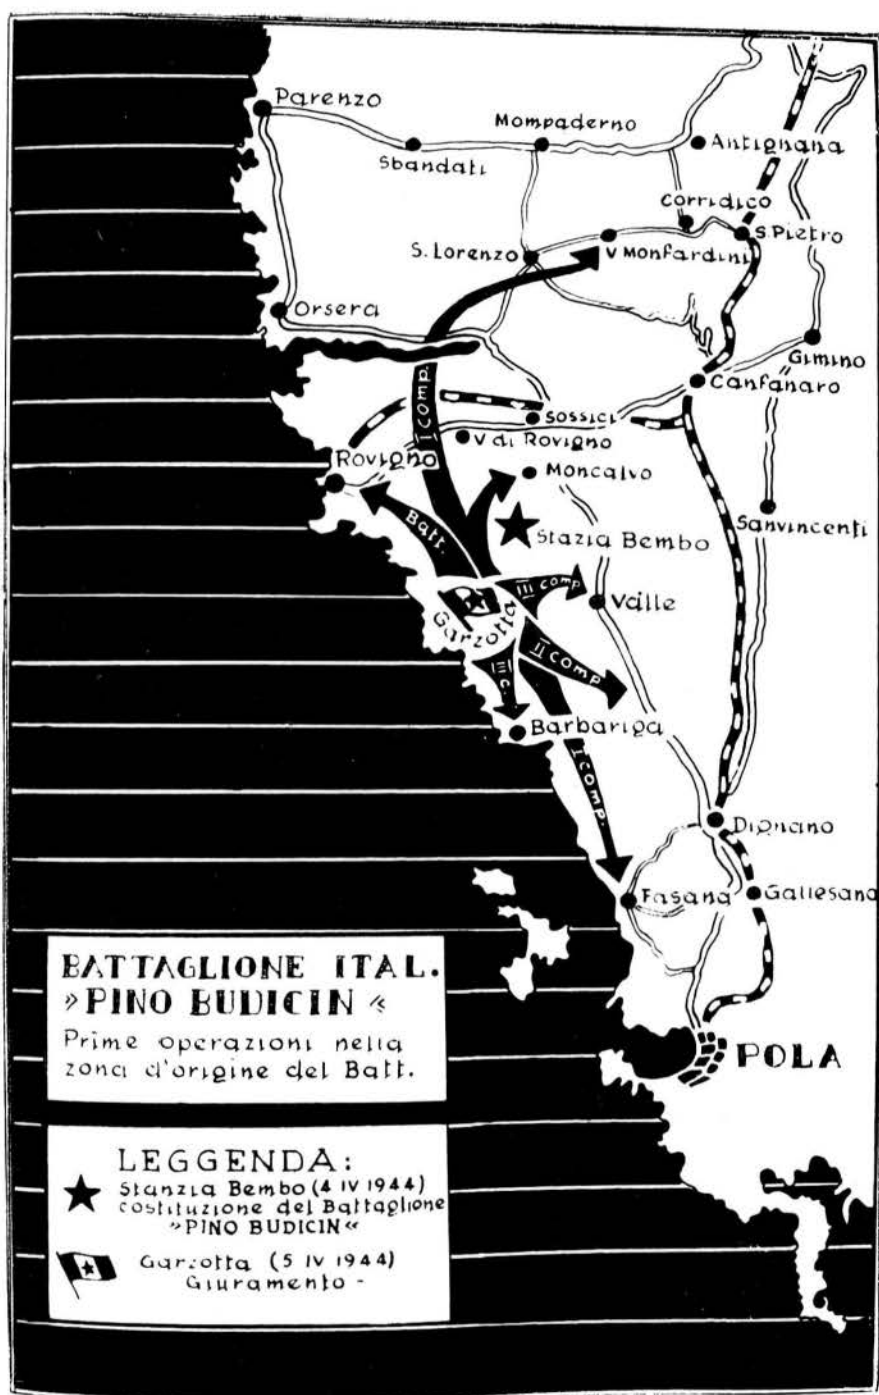 Parenzo
Mompaderno
Sbandati
Antignana
Corridico
S. Pietro
S. Lorenzo
V Monfardini
Orsera
Gimino
Canfanaro
I comp.
Sossici
V di Rovigno
Rovigno
Moncalvo
Sanvincenti
Batt.
Stazia Bembo
III comp
Valle
Garzotta
II comp
III c.
Barbariga
I comp.
Dignano
Fasana
Gallesana
BATTAGLIONE ITAL.
»PINO BUDICIN«
Prime operazioni nella
zona d'origine del Batt.
POLA
LEGGENDA:
Stanzia Bembo (4 IV 1944)
costituzione del Battaglione
»PINO BUDICIN«
Garzotta (5 IV 1944)
Giuramento -